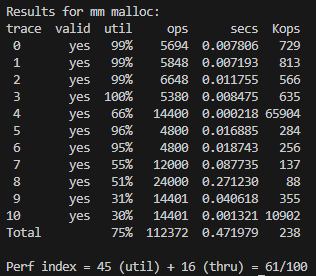 Results for mm malloc:
trace valid util ops secs Kops
0 yes 99% 5694 0.007806 729
1 yes 99% 5848 0.007193 813
2 yes 99% 6648 0.011755 566
3 yes 100% 5380 0.008475 635
4 yes 66% 14400 0.000218 65904
5 yes 96% 4800 0.016885 284
6 yes 95% 4800 0.018743 256
7 yes 55% 12000 0.087735 137
8 yes 51% 24000 0.271230 88
9 yes 31% 14401 0.040618 355
10 yes 30% 14401 0.001321 10902
Total 75% 112372 0.471979 238
Perf index = 45 (util) + 16 (thru) = 61/100